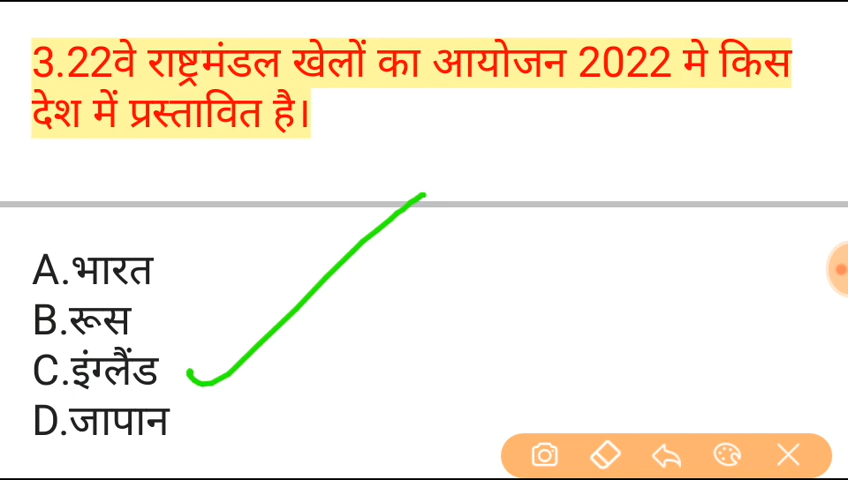 3.22वे राष्ट्रमंडल खेलों का आयोजन 2022 मे किस
देश में प्रस्तावित है।
A.भारत
B.रूस
C.इंग्लैंड
D.जापान